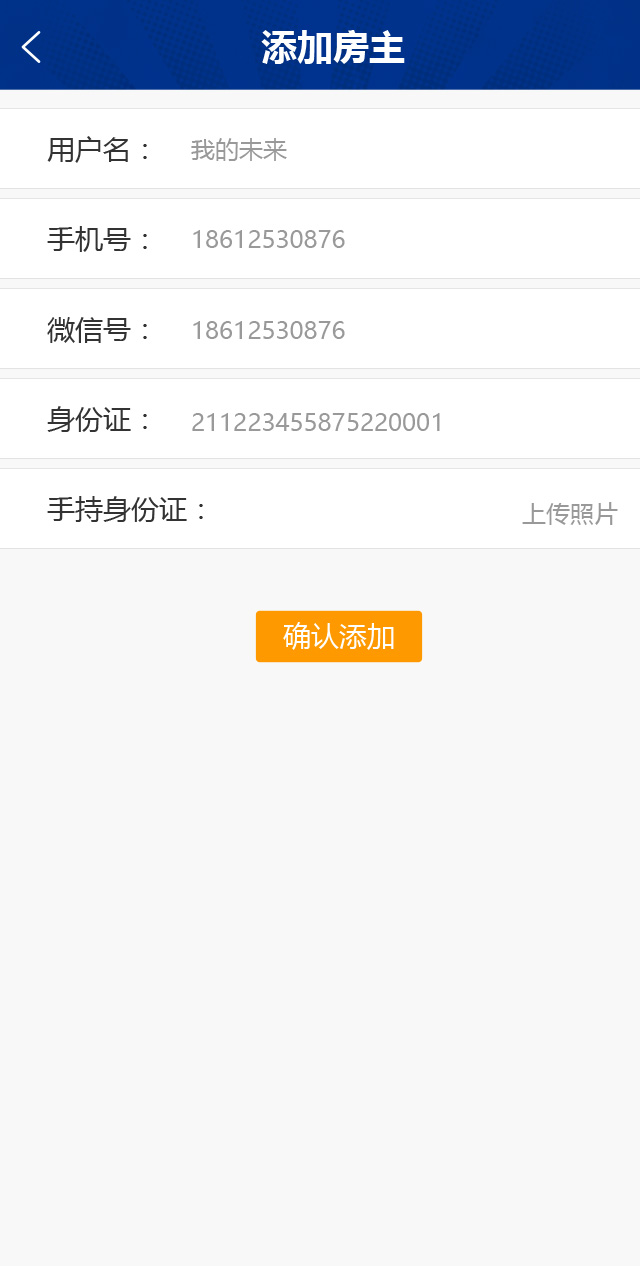 添加房主
用户名： 我的未来
手机号： 18612530876
微信号： 18612530876
身份证： 211223455875220001
手持身份证： 上传照片
确认添加